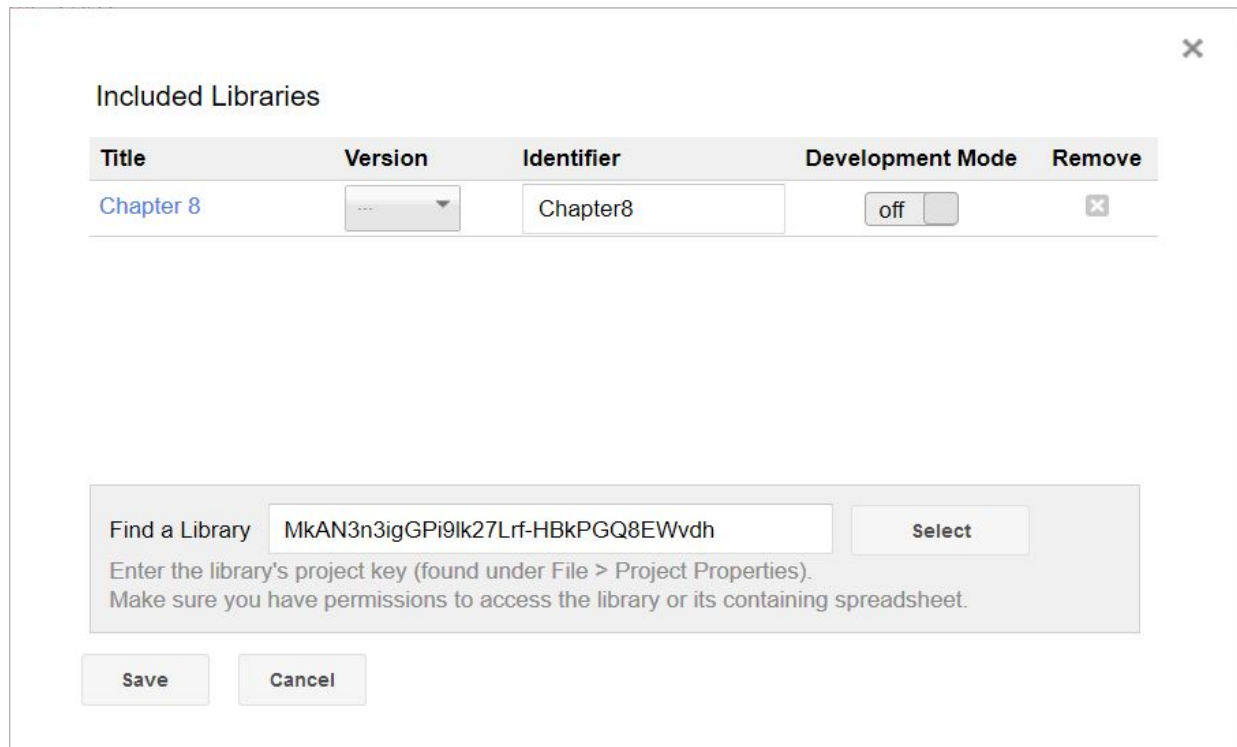 Included Libraries
Title Version Identifier Development Mode Remove
Chapter 8 ... Chapter8 off
Find a Library MkAN3n3igGPi9lk27Lrf-HBkPGQ8EWvdh Select
Enter the library's project key (found under File > Project Properties).
Make sure you have permissions to access the library or its containing spreadsheet.
Save Cancel